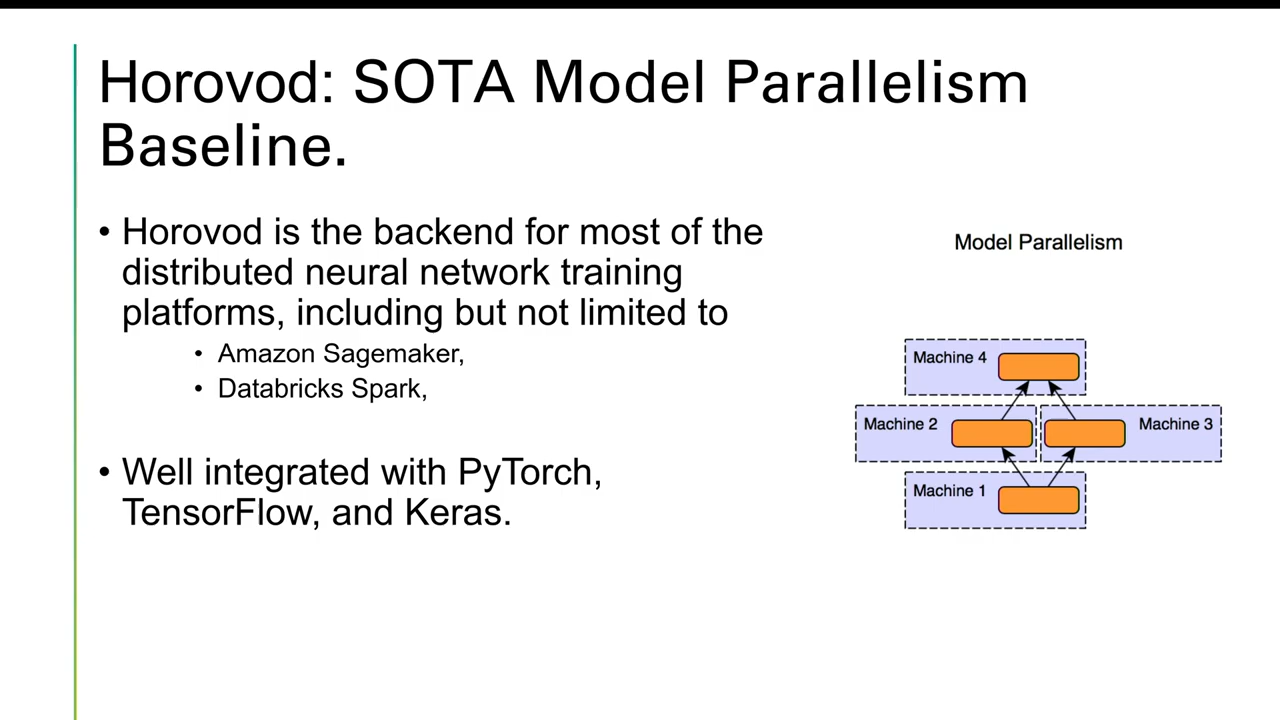 Horovod: SOTA Model Parallelism
Baseline.
• Horovod is the backend for most of the
distributed neural network training
platforms, including but not limited to
• Amazon Sagemaker,
• Databricks Spark,
• Well integrated with PyTorch,
TensorFlow, and Keras.
Model Parallelism
Machine 4
Machine 2
Machine 3
Machine 1